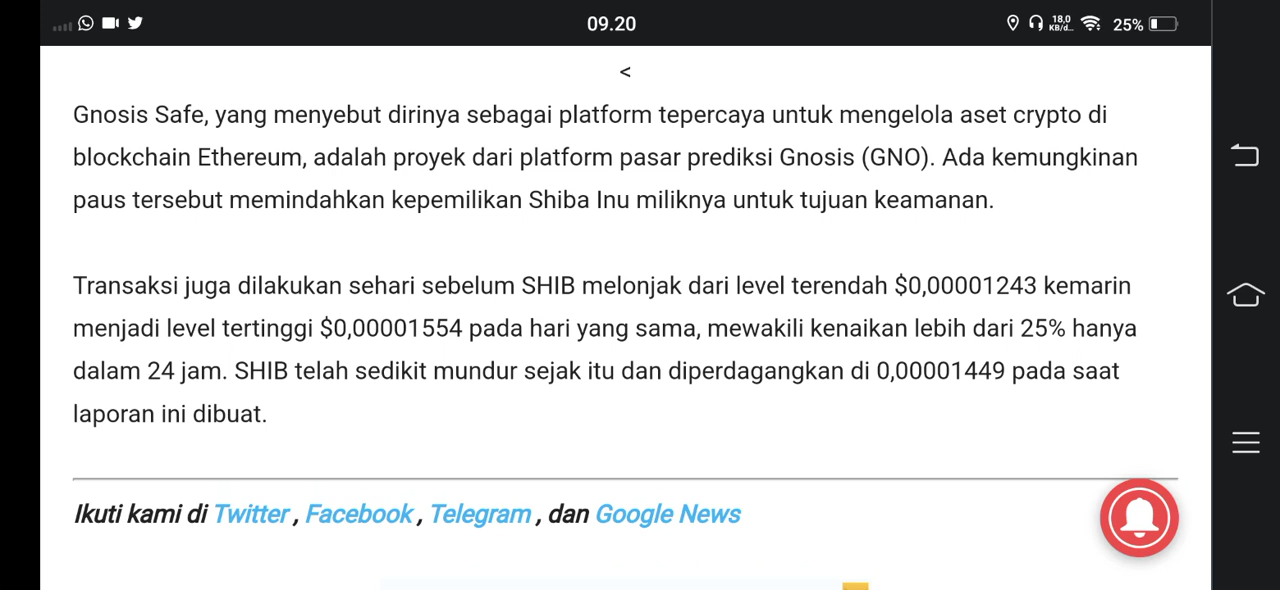 09.20
18,0
KB/d...
25%
<
Gnosis Safe, yang menyebut dirinya sebagai platform tepercaya untuk mengelola aset crypto di
blockchain Ethereum, adalah proyek dari platform pasar prediksi Gnosis (GNO). Ada kemungkinan
paus tersebut memindahkan kepemilikan Shiba Inu miliknya untuk tujuan keamanan.
Transaksi juga dilakukan sehari sebelum SHIB melonjak dari level terendah $0,00001243 kemarin
menjadi level tertinggi $0,00001554 pada hari yang sama, mewakili kenaikan lebih dari 25% hanya
dalam 24 jam. SHIB telah sedikit mundur sejak itu dan diperdagangkan di 0,00001449 pada saat
laporan ini dibuat.
Ikuti kami di Twitter , Facebook , Telegram , dan Google News